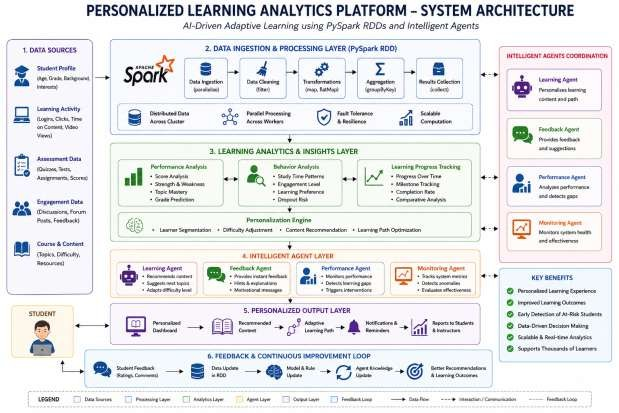 PERSONALIZED LEARNING ANALYTICS PLATFORM – SYSTEM ARCHITECTURE
AI-Driven Adaptive Learning using PySpark RDDs and Intelligent Agents
1. DATA SOURCES
Student Profile
(Age, Grade, Background,
Interests)
Learning Activity
(Logins, Clicks, Time
on Content, Video
Views)
Assessment Data
(Quizzes, Tests,
Assignments, Scores)
Engagement Data
(Discussions, Forum
Posts, Feedback)
Course & Content
(Topics, Difficulty,
Resources)
STUDENT
2. DATA INGESTION & PROCESSING LAYER (PySpark RDD)
APACHE
Spark
Data Ingestion
(parallelize)
Data Cleaning
(filter)
Transformations
(map, flatMap)
Aggregation
(groupByKey)
Results Collection
(collect)
Distributed Data
Across Cluster
Parallel Processing
Across Workers
Fault Tolerance
& Resilience
Scalable
Computation
3. LEARNING ANALYTICS & INSIGHTS LAYER
Performance Analysis
• Score Analysis
• Strength & Weakness
• Topic Mastery
• Grade Prediction
Behavior Analysis
• Study Time Patterns
• Engagement Level
• Learning Preference
• Dropout Risk
Learning Progress Tracking
• Progress Over Time
• Milestone Tracking
• Completion Rate
• Comparative Analysis
Personalization Engine
• Learner Segmentation • Difficulty Adjustment • Content Recommendation • Learning Path Optimization
4. INTELLIGENT AGENT LAYER
Learning Agent
• Recommends content
• Suggests next topics
• Adapts difficulty level
Feedback Agent
• Provides instant feedback
• Hints & explanations
• Motivational messages
Performance Agent
• Monitors performance
• Detects learning gaps
• Triggers interventions
Monitoring Agent
• Tracks system metrics
• Detects anomalies
• Evaluates effectiveness
5. PERSONALIZED OUTPUT LAYER
Personalized
Dashboard
Recommended
Content
Adaptive
Learning Path
Notifications &
Reminders
Reports to Students
& Instructors
6. FEEDBACK & CONTINUOUS IMPROVEMENT LOOP
Student Feedback
(Ratings, Comments)
Data Update
in RDD
Model & Rule
Update
Agent Knowledge
Update
Better Recommendations
& Learning Outcomes
INTELLIGENT AGENTS COORDINATION
Learning Agent
Personalizes learning
content and path
Feedback Agent
Provides feedback
and suggestions
Performance Agent
Analyzes performance
and detects gaps
Monitoring Agent
Monitors system health
and effectiveness
KEY BENEFITS
Personalized Learning Experience
Improved Learning Outcomes
Early Detection of At-Risk Students
Data-Driven Decision Making
Scalable & Real-time Analytics
Supports Thousands of Learners
LEGEND
Data Sources
Processing Layer
Analytics Layer
Agent Layer
Output Layer
Feedback Loop
Data Flow
Interaction / Communication
Feedback Loop